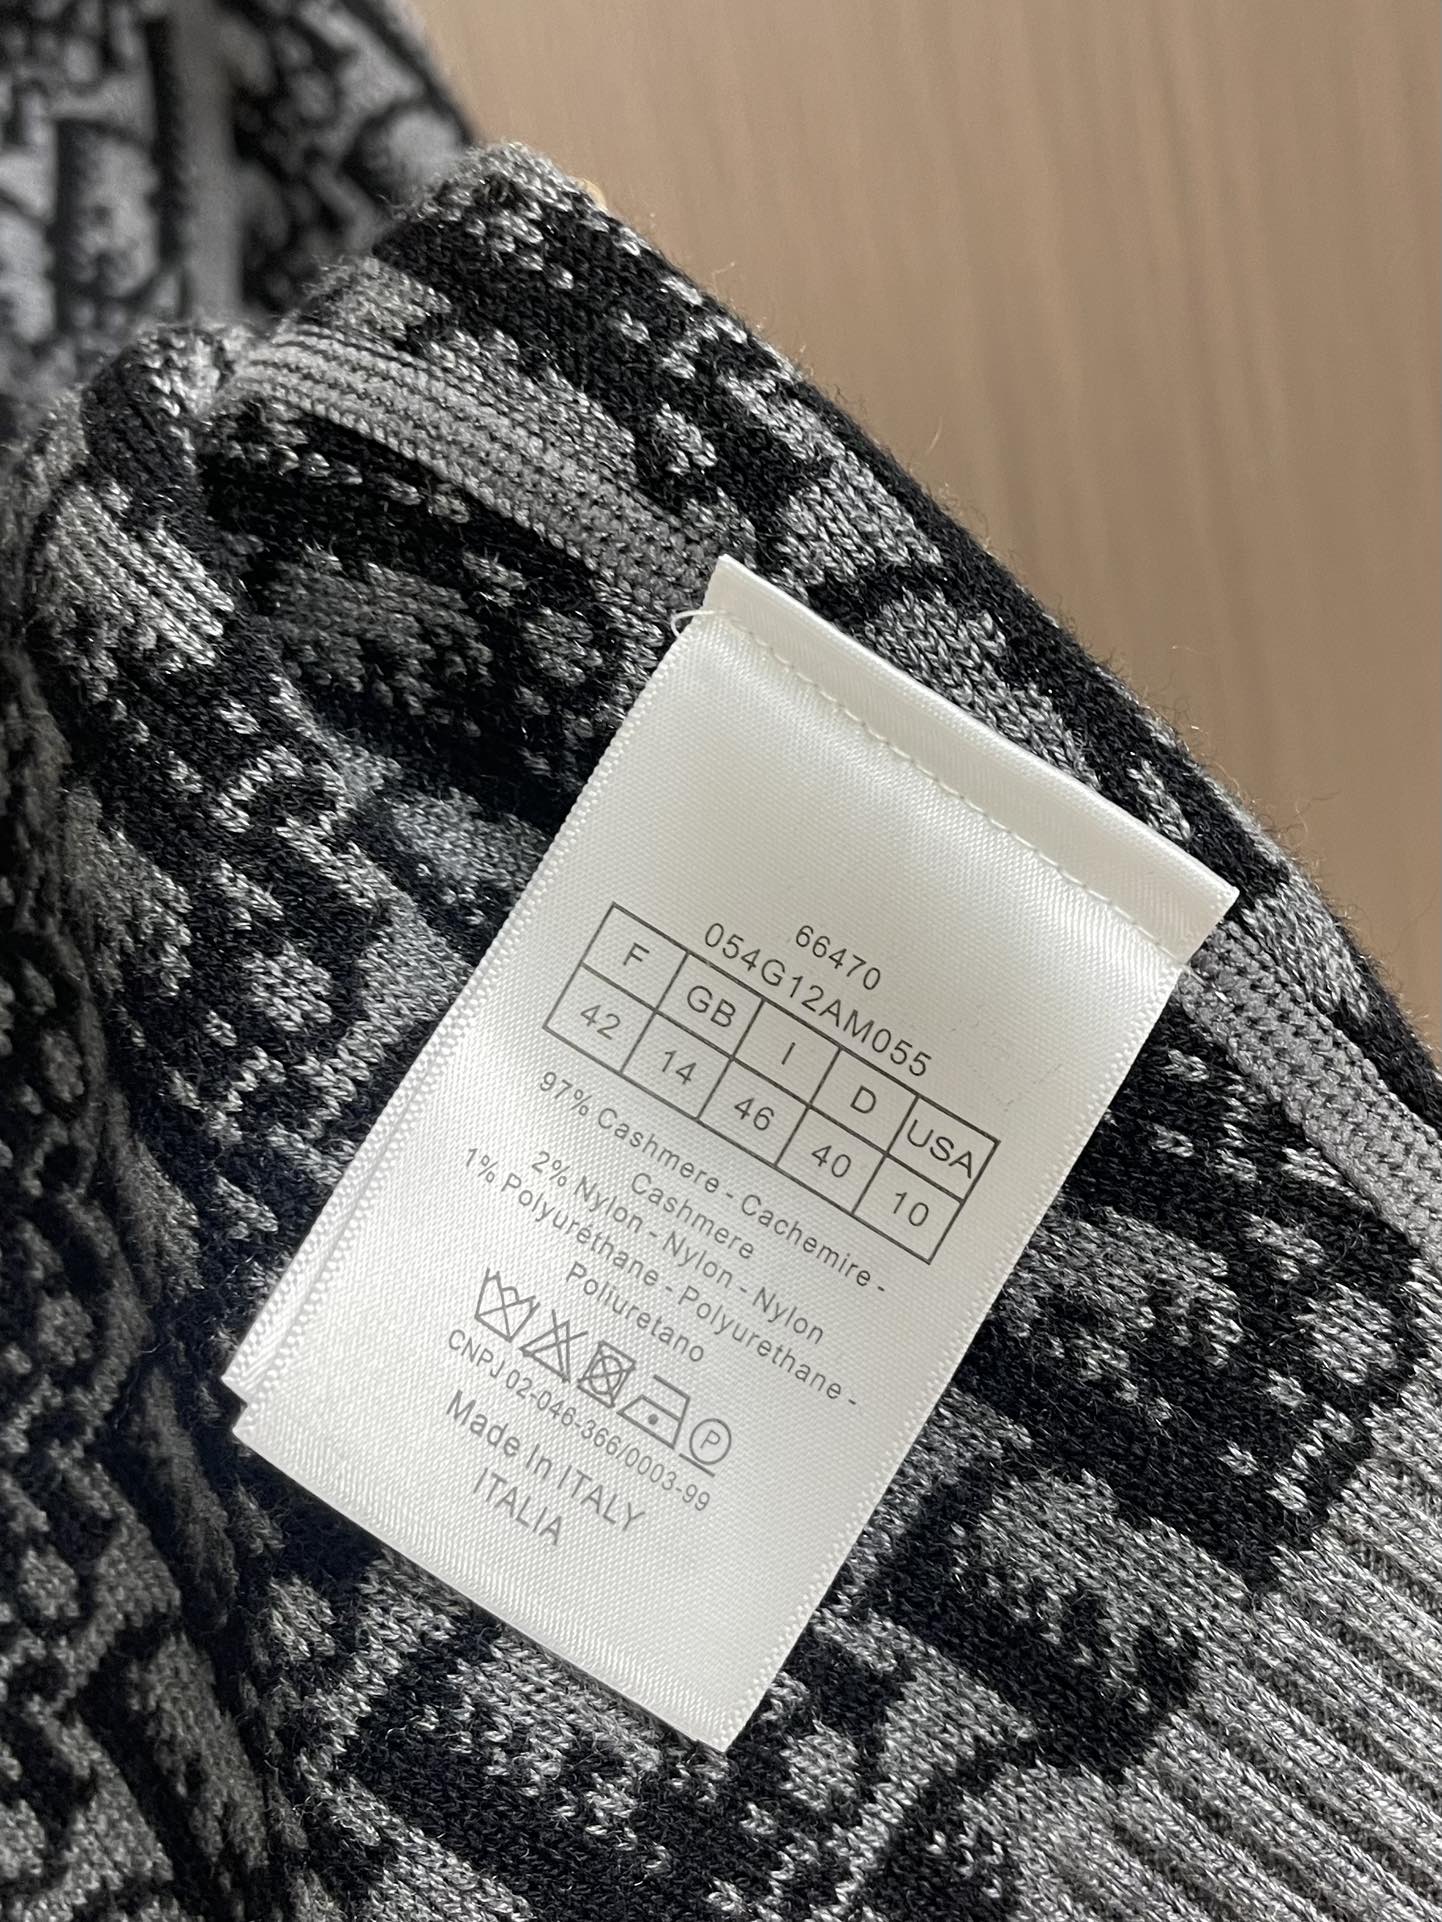 66470
054G12AM055
F GB I D USA
42 14 46 40 10
97% Cashmere - Cachemire -
Cashmere
2% Nylon - Nylon - Nylon
1% Polyuréthane - Polyurethane -
Poliuretano
P
CNPJ 02-046-366/0003-99
Made In ITALY
ITALIA